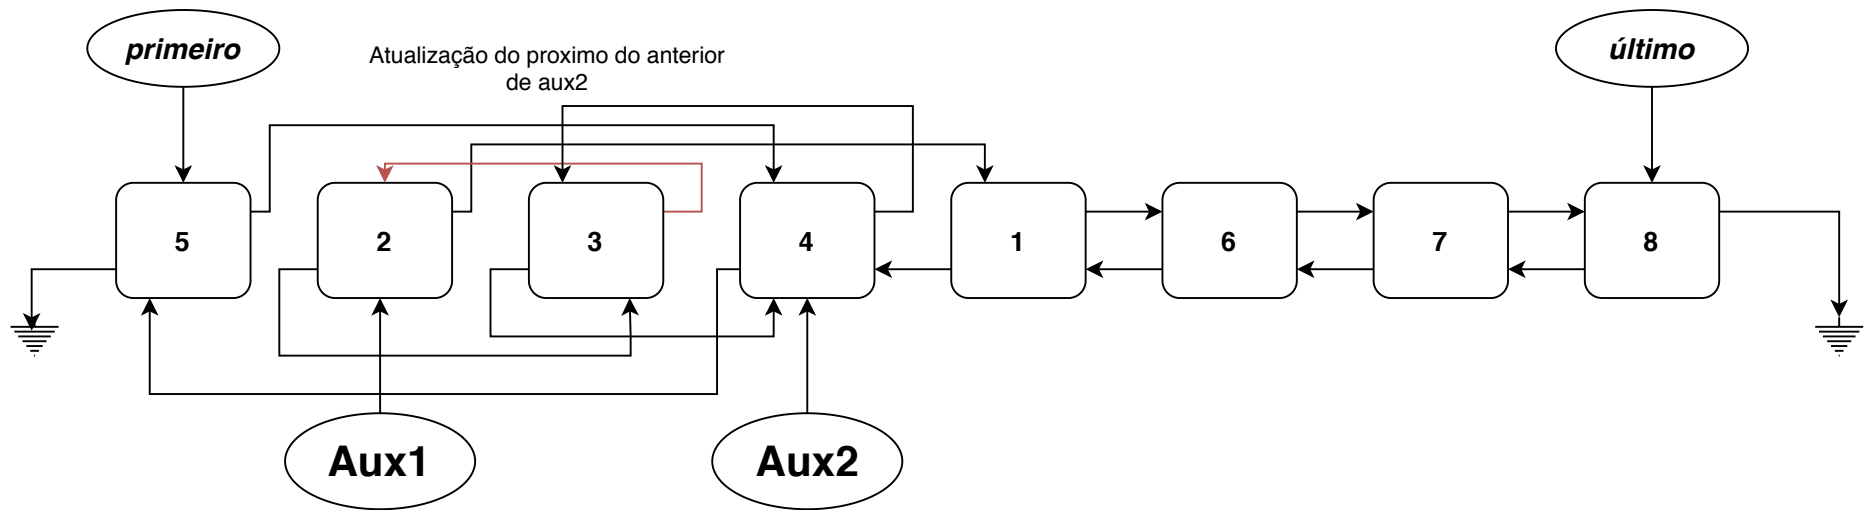 primeiro
Atualização do proximo do anterior
de aux2
último
5
2
3
4
1
6
7
8
Aux1
Aux2